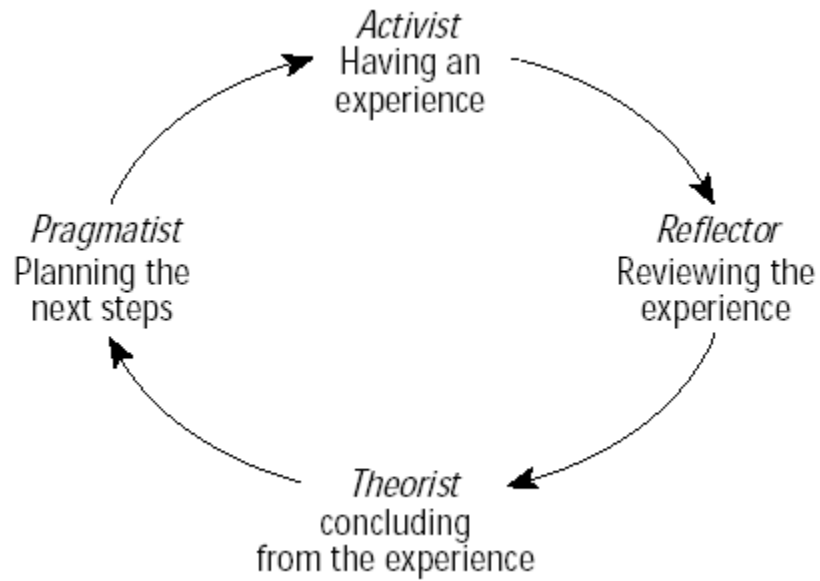 Activist
Having an
experience
Pragmatist
Planning the
next steps
Reflector
Reviewing the
experience
Theorist
concluding
from the experience